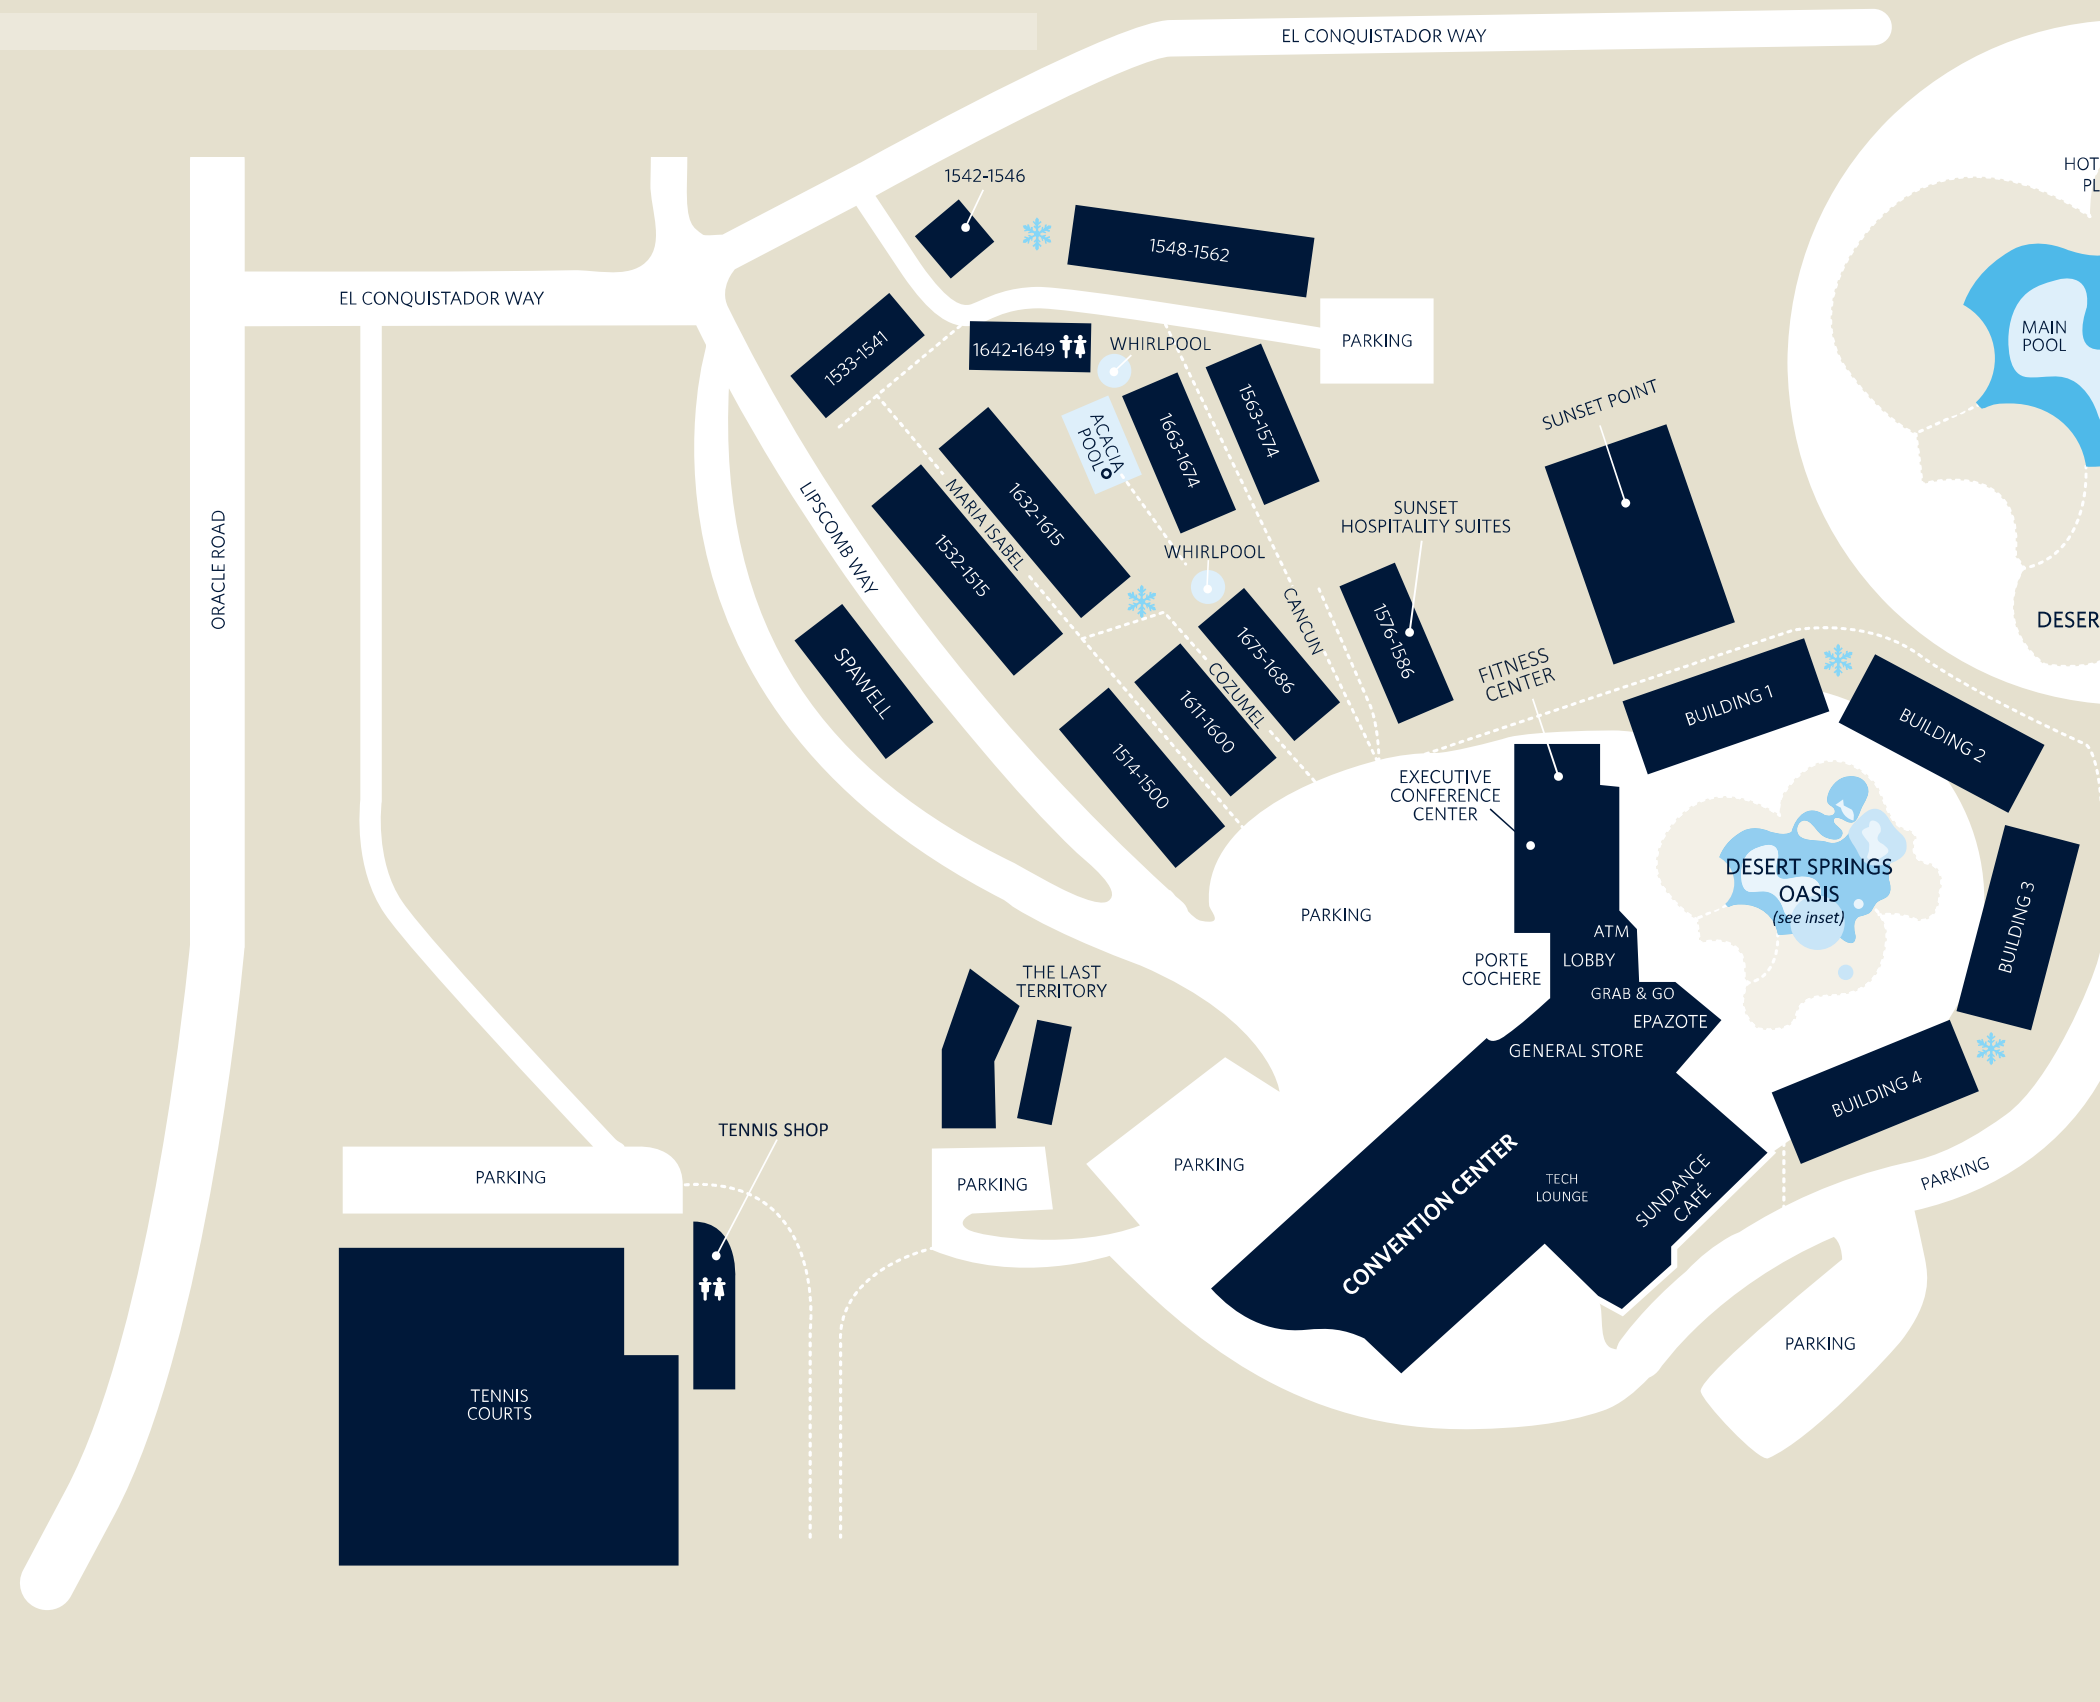 EL CONQUISTADOR WAY
HOT
PL
1542-1546
1548-1562
EL CONQUISTADOR WAY
MAIN
POOL
1533-1541
1642-1649
WHIRLPOOL
PARKING
1563-1574
SUNSET POINT
ACACIA
POOL
1663-1674
MARIA ISABEL
1632-1615
LIPSCOMB WAY
ORACLE ROAD
SUNSET
HOSPITALITY SUITES
1532-1515
WHIRLPOOL
CANCUN
1576-1586
DESER
SPAWELL
1675-1686
COZUMEL
1611-1600
FITNESS
CENTER
BUILDING 1
BUILDING 2
1514-1500
EXECUTIVE
CONFERENCE
CENTER
DESERT SPRINGS
OASIS
(see inset)
PARKING
BUILDING 3
ATM
LOBBY
PORTE
COCHERE
THE LAST
TERRITORY
GRAB & GO
EPAZOTE
GENERAL STORE
BUILDING 4
TENNIS SHOP
PARKING
PARKING
PARKING
CONVENTION CENTER
TECH
LOUNGE
SUNDANCE
CAFÉ
PARKING
PARKING
TENNIS
COURTS